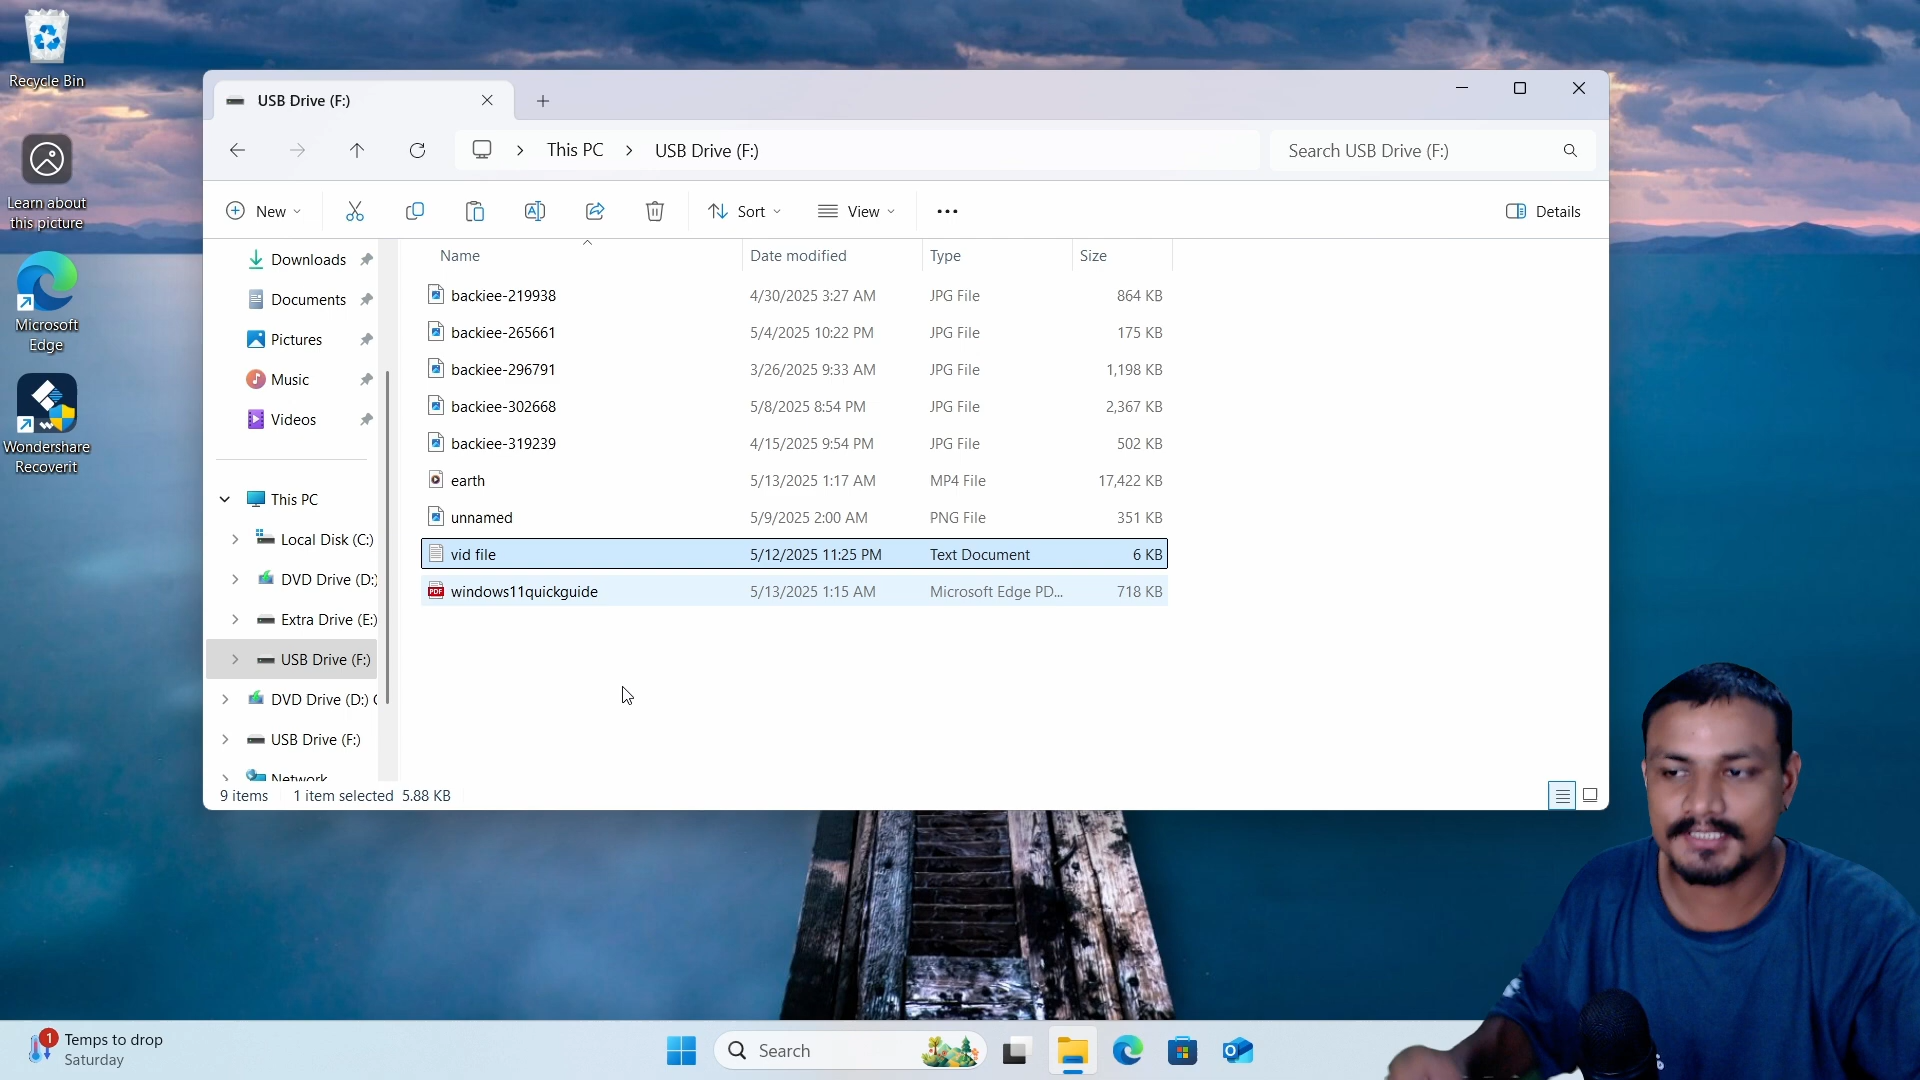 Recycle Bin
Learn about
this picture
Microsoft
Edge
Wondershare
Recoverit
USB Drive (F:)
This PC
USB Drive (F:)
Search USB Drive (F:)
New
Sort
View
Details
Downloads
Documents
Pictures
Music
Videos
This PC
Local Disk (C:)
DVD Drive (D:)
Extra Drive (E:)
USB Drive (F:)
DVD Drive (D:) C
USB Drive (F:)
Network
Name Date modified Type Size
backiee-219938 4/30/2025 3:27 AM JPG File 864 KB
backiee-265661 5/4/2025 10:22 PM JPG File 175 KB
backiee-296791 3/26/2025 9:33 AM JPG File 1,198 KB
backiee-302668 5/8/2025 8:54 PM JPG File 2,367 KB
backiee-319239 4/15/2025 9:54 PM JPG File 502 KB
earth 5/13/2025 1:17 AM MP4 File 17,422 KB
unnamed 5/9/2025 2:00 AM PNG File 351 KB
vid file 5/12/2025 11:25 PM Text Document 6 KB
PDF windows11quickguide 5/13/2025 1:15 AM Microsoft Edge PD... 718 KB
9 items 1 item selected 5.88 KB
1
Temps to drop
Saturday
Search